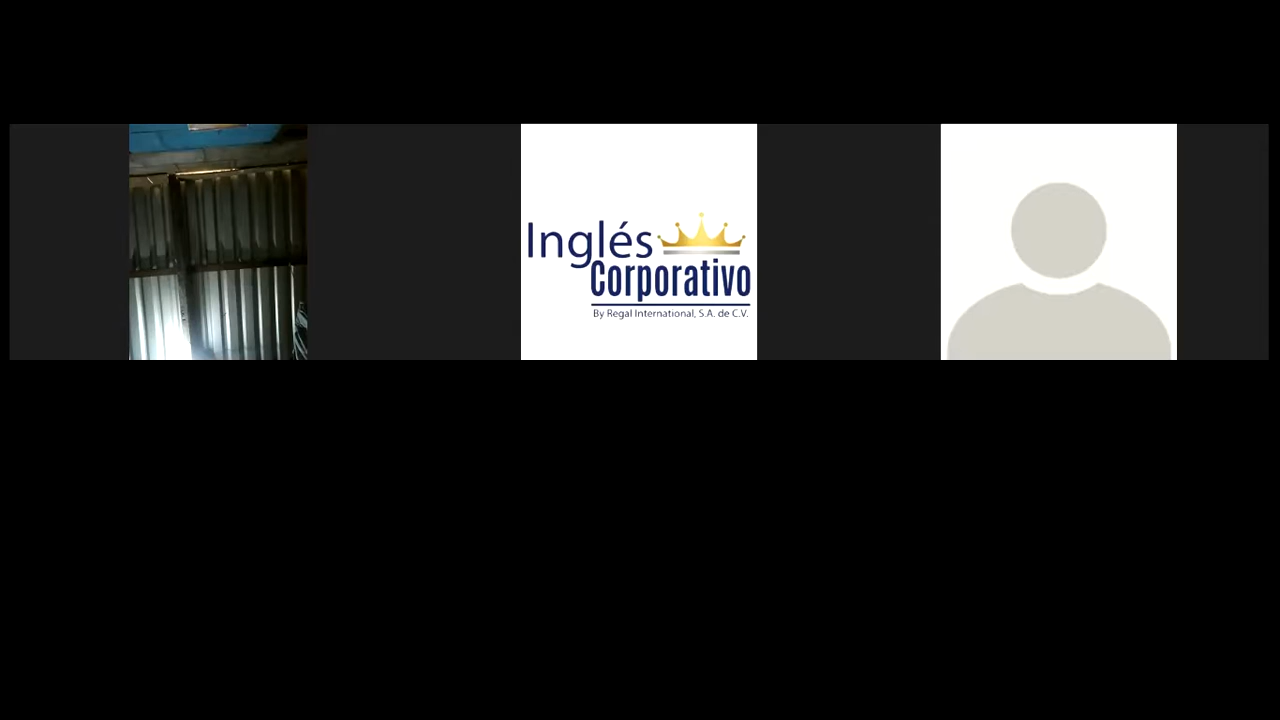 Inglés
Corporativo
By Regal International, S.A. de C.V.